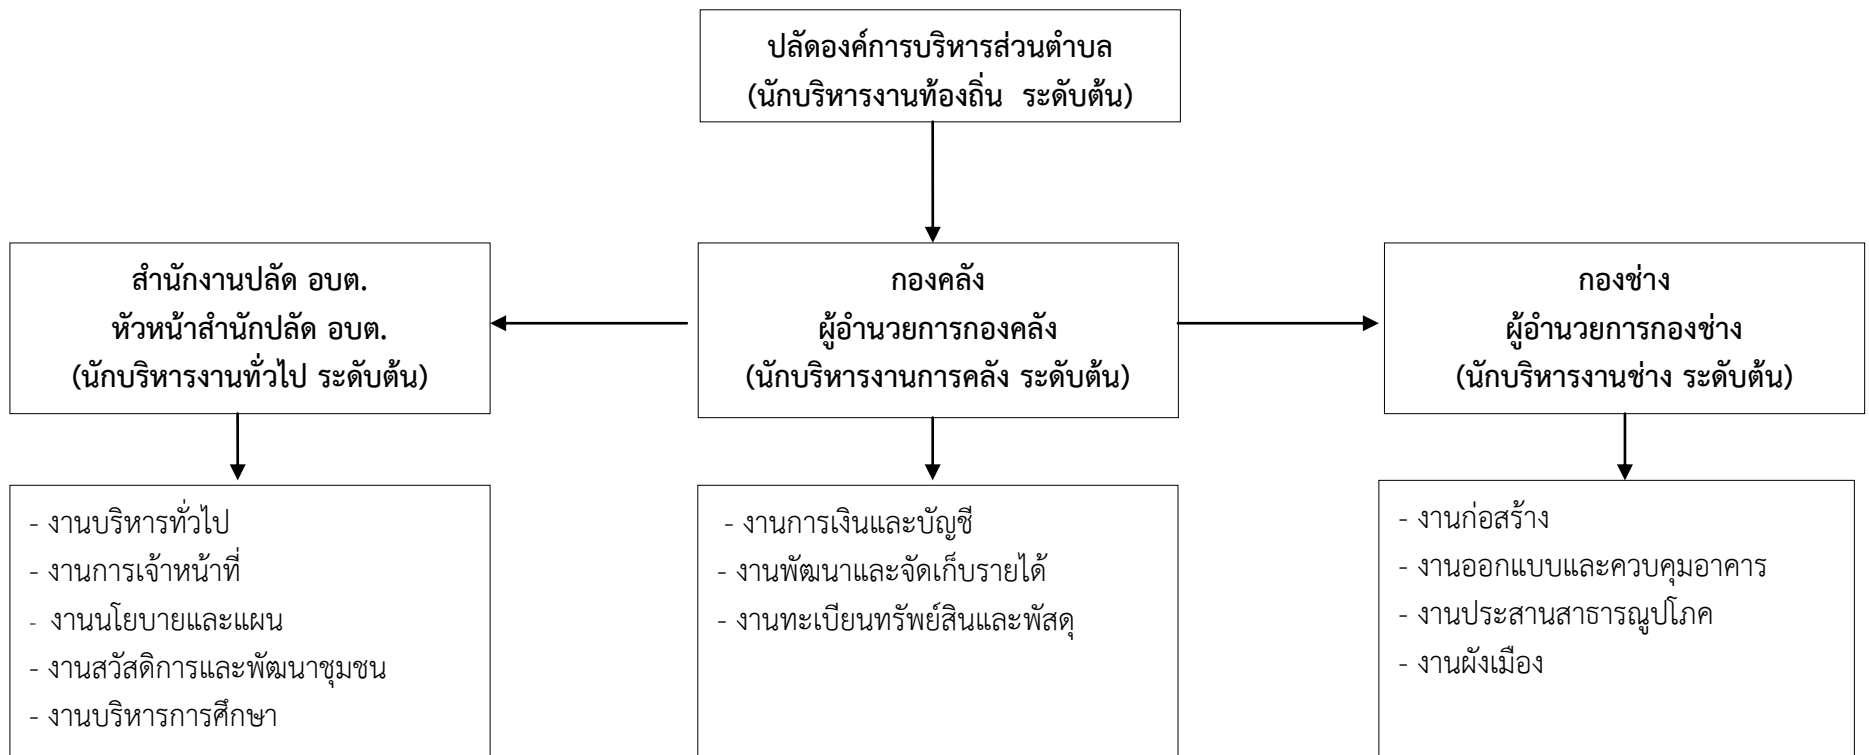 ปลัดองค์การบริหารส่วนตำบล
(นักบริหารงานท้องถิ่น ระดับต้น)
สำนักงานปลัด อบต.
หัวหน้าสำนักปลัด อบต.
(นักบริหารงานทั่วไป ระดับต้น)
กองคลัง
ผู้อำนวยการกองคลัง
(นักบริหารงานการคลัง ระดับต้น)
กองช่าง
ผู้อำนวยการกองช่าง
(นักบริหารงานช่าง ระดับต้น)
- งานบริหารทั่วไป
- งานการเจ้าหน้าที่
- งานนโยบายและแผน
- งานสวัสดิการและพัฒนาชุมชน
- งานบริหารการศึกษา
- งานการเงินและบัญชี
- งานพัฒนาและจัดเก็บรายได้
- งานทะเบียนทรัพย์สินและพัสดุ
- งานก่อสร้าง
- งานออกแบบและควบคุมอาคาร
- งานประสานสาธารณูปโภค
- งานผังเมือง